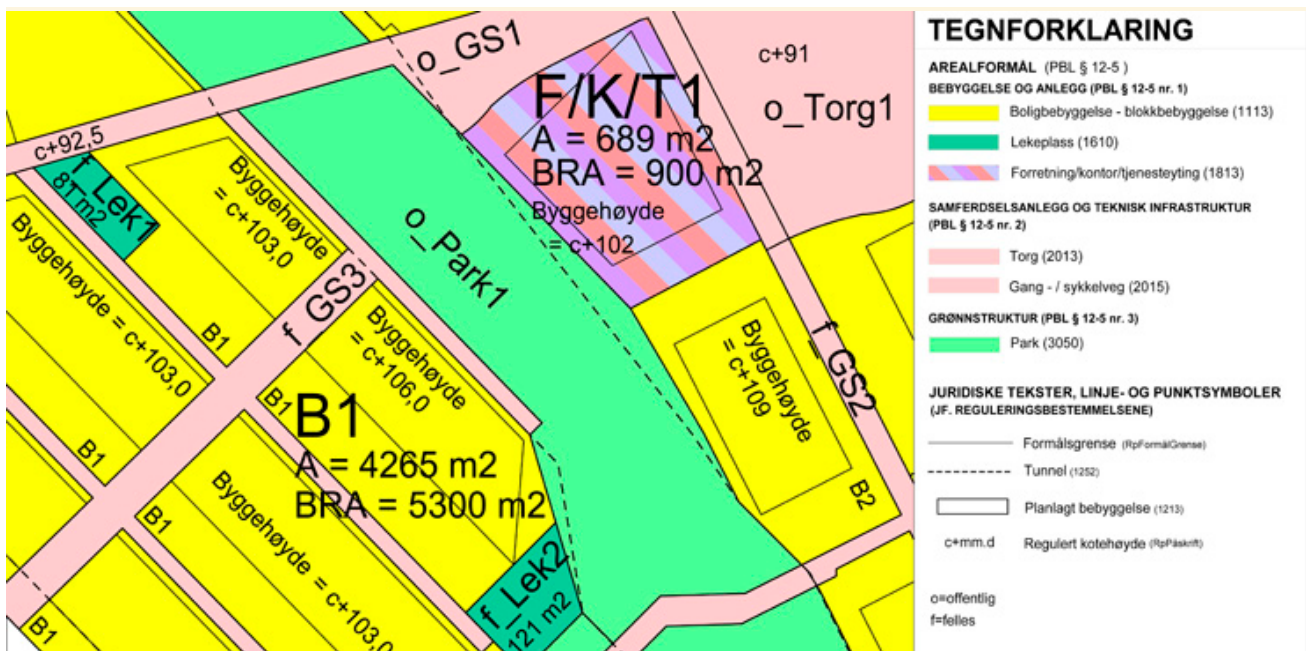 o_GS1
c+91
o_Torg1
F/K/T1
A = 689 m2
BRA = 900 m2
Byggehøyde
= c+102
c+92,5
f_Lek1
81 m2
Byggehøyde
= c+103,0
Byggehøyde = c+103,0
B1
B1
f_GS3
o_Park1
Byggehøyde
= c+106,0
B1
B1
A = 4265 m2
BRA = 5300 m2
Byggehøyde
= c+109
f_GS2
B2
B1
Byggehøyde = c+103,0
f_Lek2
121 m2
B1
TEGNFORKLARING
AREALFORMÅL (PBL § 12-5 )
BEBYGGELSE OG ANLEGG (PBL § 12-5 nr. 1)
Boligbebyggelse - blokkbebyggelse (1113)
Lekeplass (1610)
Forretning/kontor/tjenesteyting (1813)
SAMFERDSELSANLEGG OG TEKNISK INFRASTRUKTUR
(PBL § 12-5 nr. 2)
Torg (2013)
Gang - / sykkelveg (2015)
GRØNNSTRUKTUR (PBL § 12-5 nr. 3)
Park (3050)
JURIDISKE TEKSTER, LINJE- OG PUNKTSYMBOLER
(JF. REGULERINGSBESTEMMELSENE)
Formålsgrense (RpFormålGrense)
Tunnel (1252)
Planlagt bebyggelse (1213)
c+mm.d Regulert kotehøyde (RpPåskrift)
o=offentlig
f=felles